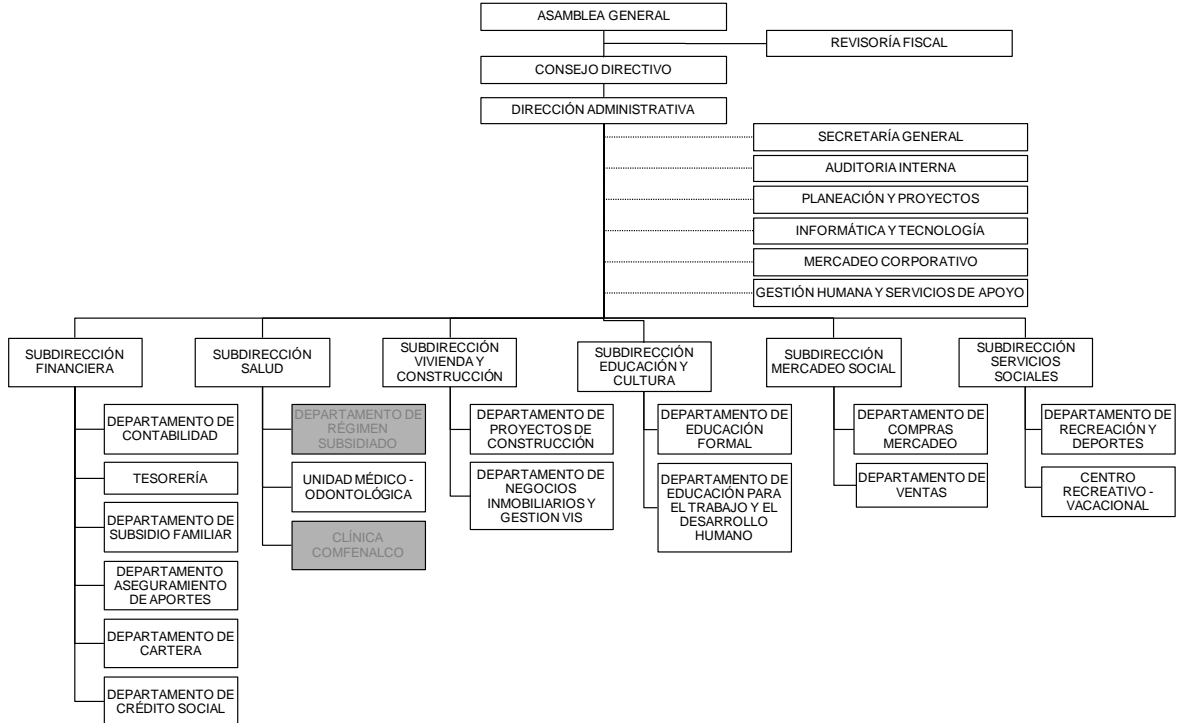 ASAMBLEA GENERAL
REVISORÍA FISCAL
CONSEJO DIRECTIVO
DIRECCIÓN ADMINISTRATIVA
SECRETARÍA GENERAL
AUDITORIA INTERNA
PLANEACIÓN Y PROYECTOS
INFORMÁTICA Y TECNOLOGÍA
MERCADEO CORPORATIVO
GESTIÓN HUMANA Y SERVICIOS DE APOYO
SUBDIRECCIÓN
FINANCIERA
DEPARTAMENTO DE
CONTABILIDAD
TESORERÍA
DEPARTAMENTO DE
SUBSIDIO FAMILIAR
DEPARTAMENTO
ASEGURAMIENTO
DE APORTES
DEPARTAMENTO DE
CARTERA
DEPARTAMENTO DE
CRÉDITO SOCIAL
SUBDIRECCIÓN
SALUD
DEPARTAMENTO DE
RÉGIMEN
SUBSIDIADO
UNIDAD MÉDICO -
ODONTOLÓGICA
CLÍNICA
COMFENALCO
SUBDIRECCIÓN
VIVIENDA Y
CONSTRUCCIÓN
DEPARTAMENTO DE
PROYECTOS DE
CONSTRUCCIÓN
DEPARTAMENTO DE
NEGOCIOS
INMOBILIARIOS Y
GESTION VIS
SUBDIRECCIÓN
EDUCACIÓN Y
CULTURA
DEPARTAMENTO DE
EDUCACIÓN
FORMAL
DEPARTAMENTO DE
EDUCACIÓN PARA
EL TRABAJO Y EL
DESARROLLO
HUMANO
SUBDIRECCIÓN
MERCADEO SOCIAL
DEPARTAMENTO DE
COMPRAS
MERCADEO
DEPARTAMENTO DE
VENTAS
SUBDIRECCIÓN
SERVICIOS
SOCIALES
DEPARTAMENTO DE
RECREACIÓN Y
DEPORTES
CENTRO
RECREATIVO -
VACACIONAL